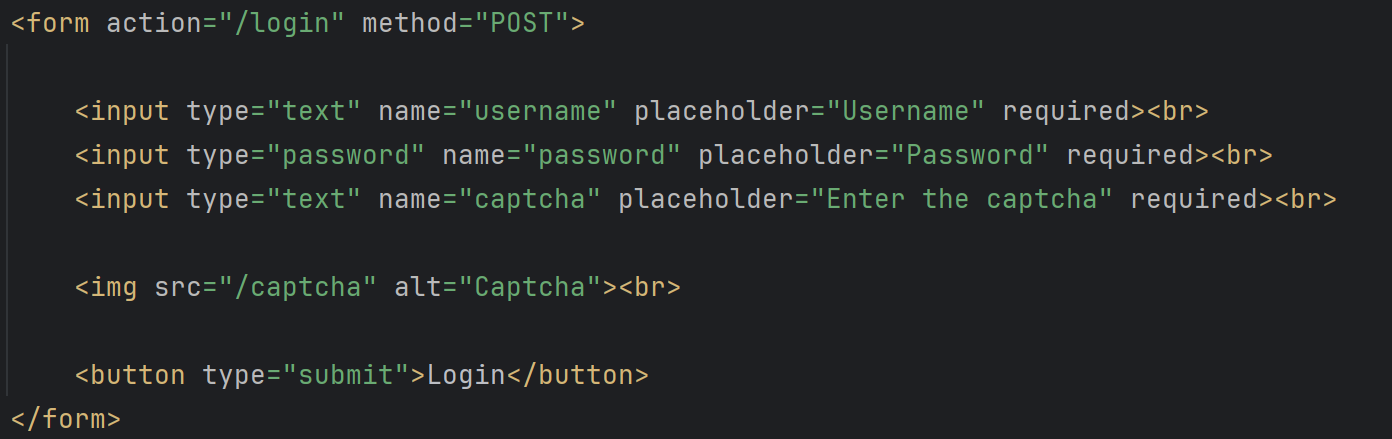 <form action="/login" method="POST">
<input type="text" name="username" placeholder="Username" required><br>
<input type="password" name="password" placeholder="Password" required><br>
<input type="text" name="captcha" placeholder="Enter the captcha" required><br>
<img src="/captcha" alt="Captcha"><br>
<button type="submit">Login</button>
</form>